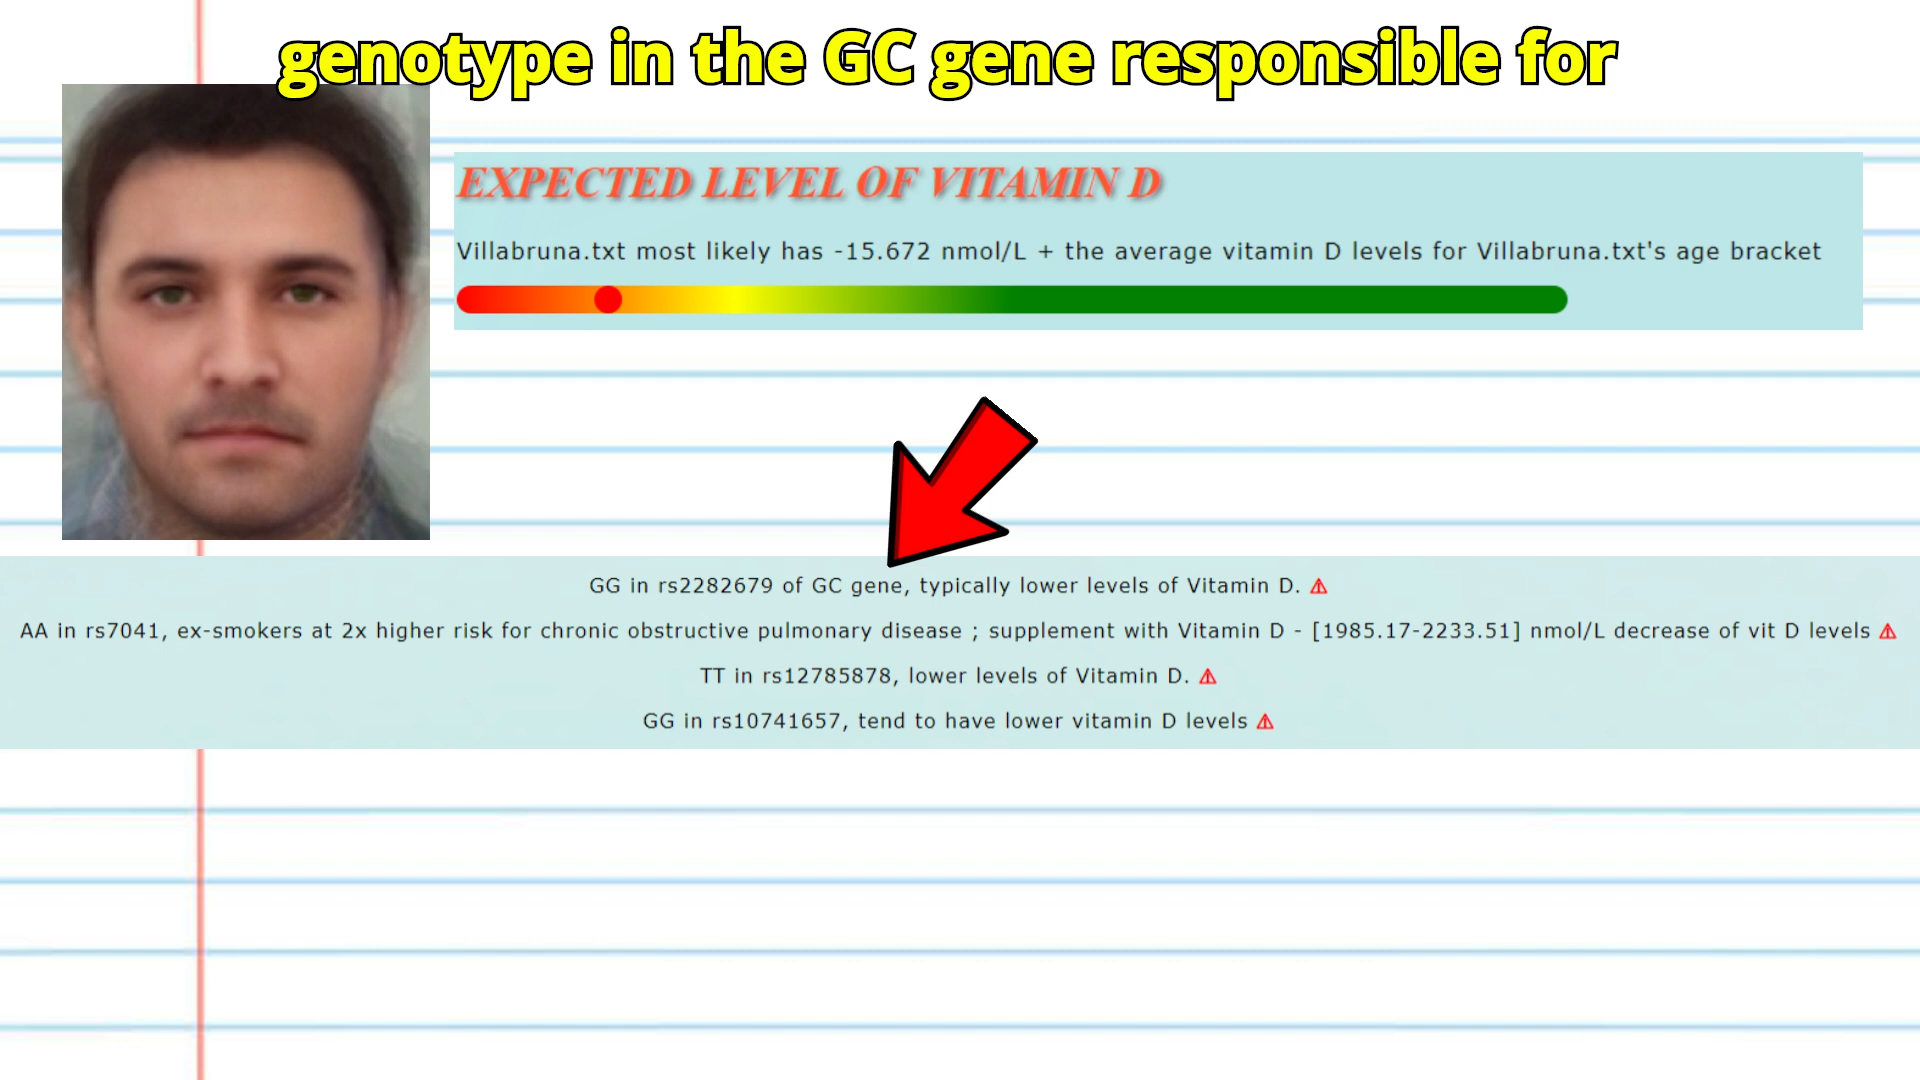 genotype in the GC gene responsible for
EXPECTED LEVEL OF VITAMIN D
Villabruna.txt most likely has -15.672 nmol/L + the average vitamin D levels for Villabruna.txt's age bracket
GG in rs2282679 of GC gene, typically lower levels of Vitamin D. ⚠
AA in rs7041, ex-smokers at 2x higher risk for chronic obstructive pulmonary disease ; supplement with Vitamin D - [1985.17-2233.51] nmol/L decrease of vit D levels ⚠
TT in rs12785878, lower levels of Vitamin D. ⚠
GG in rs10741657, tend to have lower vitamin D levels ⚠